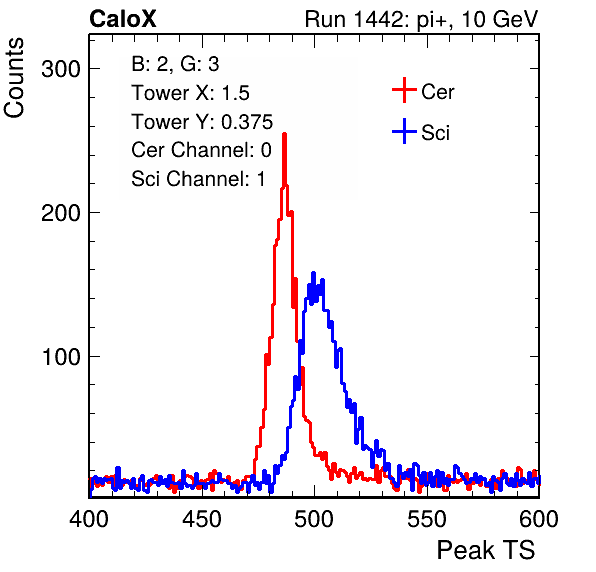 CaloX Run 1442: pi+, 10 GeV
Counts
300
200
100
B: 2, G: 3
Tower X: 1.5
Tower Y: 0.375
Cer Channel: 0
Sci Channel: 1
Cer
Sci
400 450 500 550 600
Peak TS